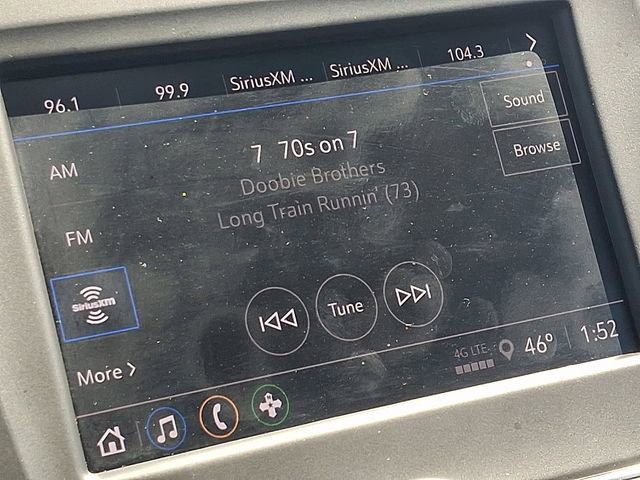 96.1 99.9 SiriusXM ... SiriusXM ... 104.3
Sound
Browse
7 70s on 7
Doobie Brothers
Long Train Runnin' (73)
AM
FM
SiriusXM
Tune
More
4G LTE 46° 1:52